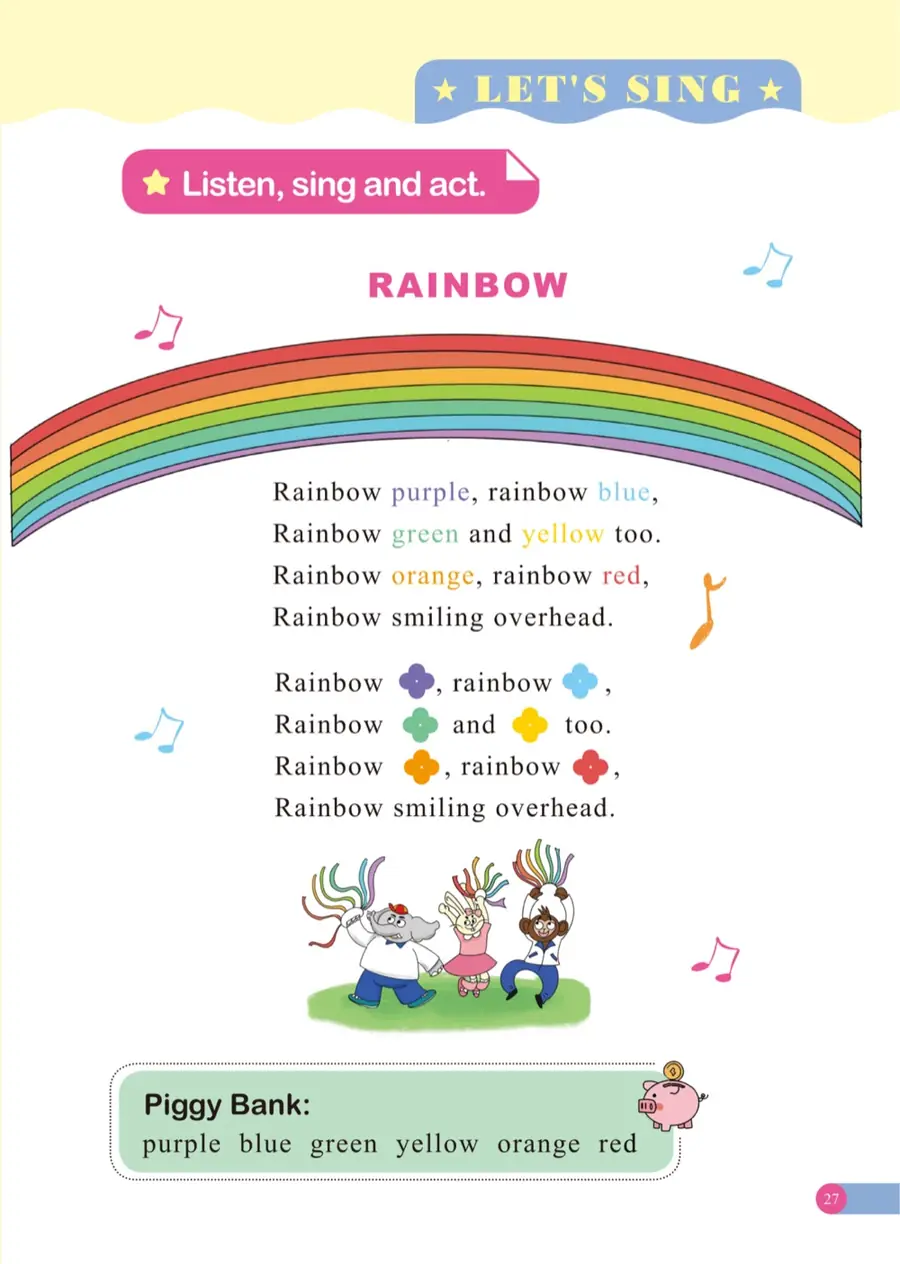 LET'S SING
Listen, sing and act.
RAINBOW
Rainbow purple, rainbow blue,
Rainbow green and yellow too.
Rainbow orange, rainbow red,
Rainbow smiling overhead.
Rainbow , rainbow ,
Rainbow and too.
Rainbow , rainbow ,
Rainbow smiling overhead.
Piggy Bank:
purple blue green yellow orange red
27